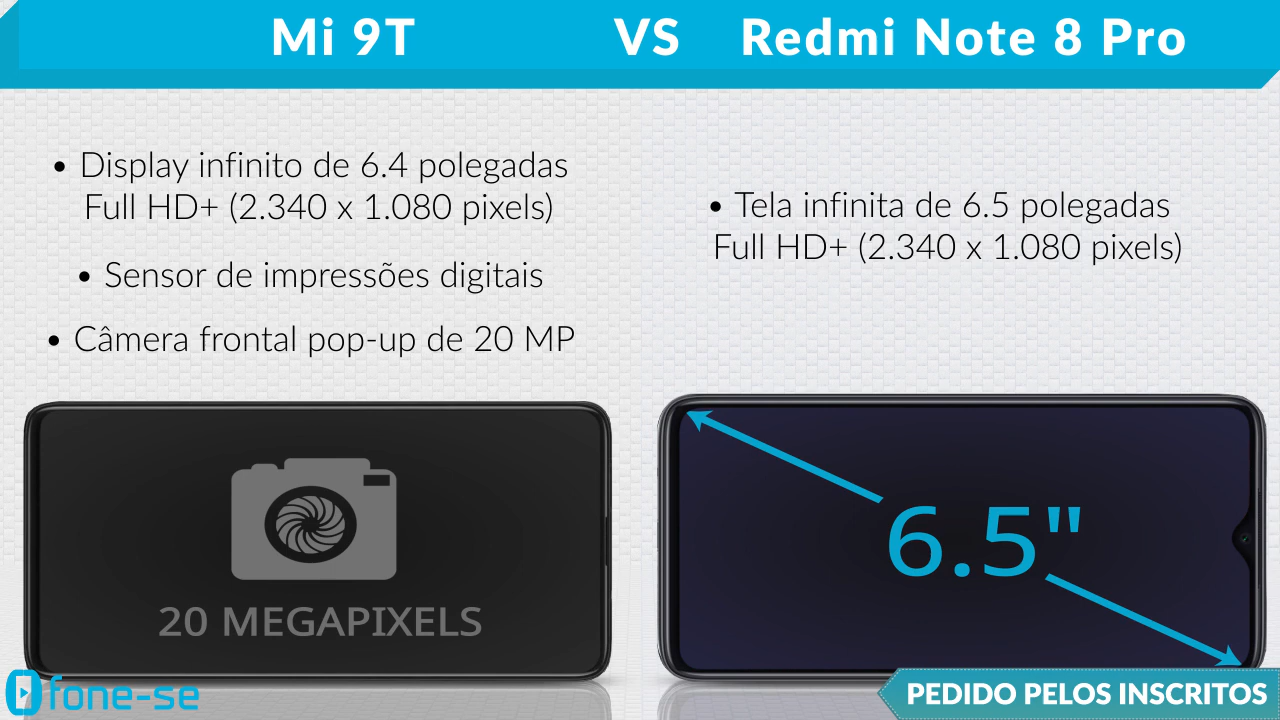 Mi 9T VS Redmi Note 8 Pro
• Display infinito de 6.4 polegadas
Full HD+ (2.340 x 1.080 pixels)
• Sensor de impressões digitais
• Câmera frontal pop-up de 20 MP
• Tela infinita de 6.5 polegadas
Full HD+ (2.340 x 1.080 pixels)
20 MEGAPIXELS
6.5"
fone-se
PEDIDO PELOS INSCRITOS